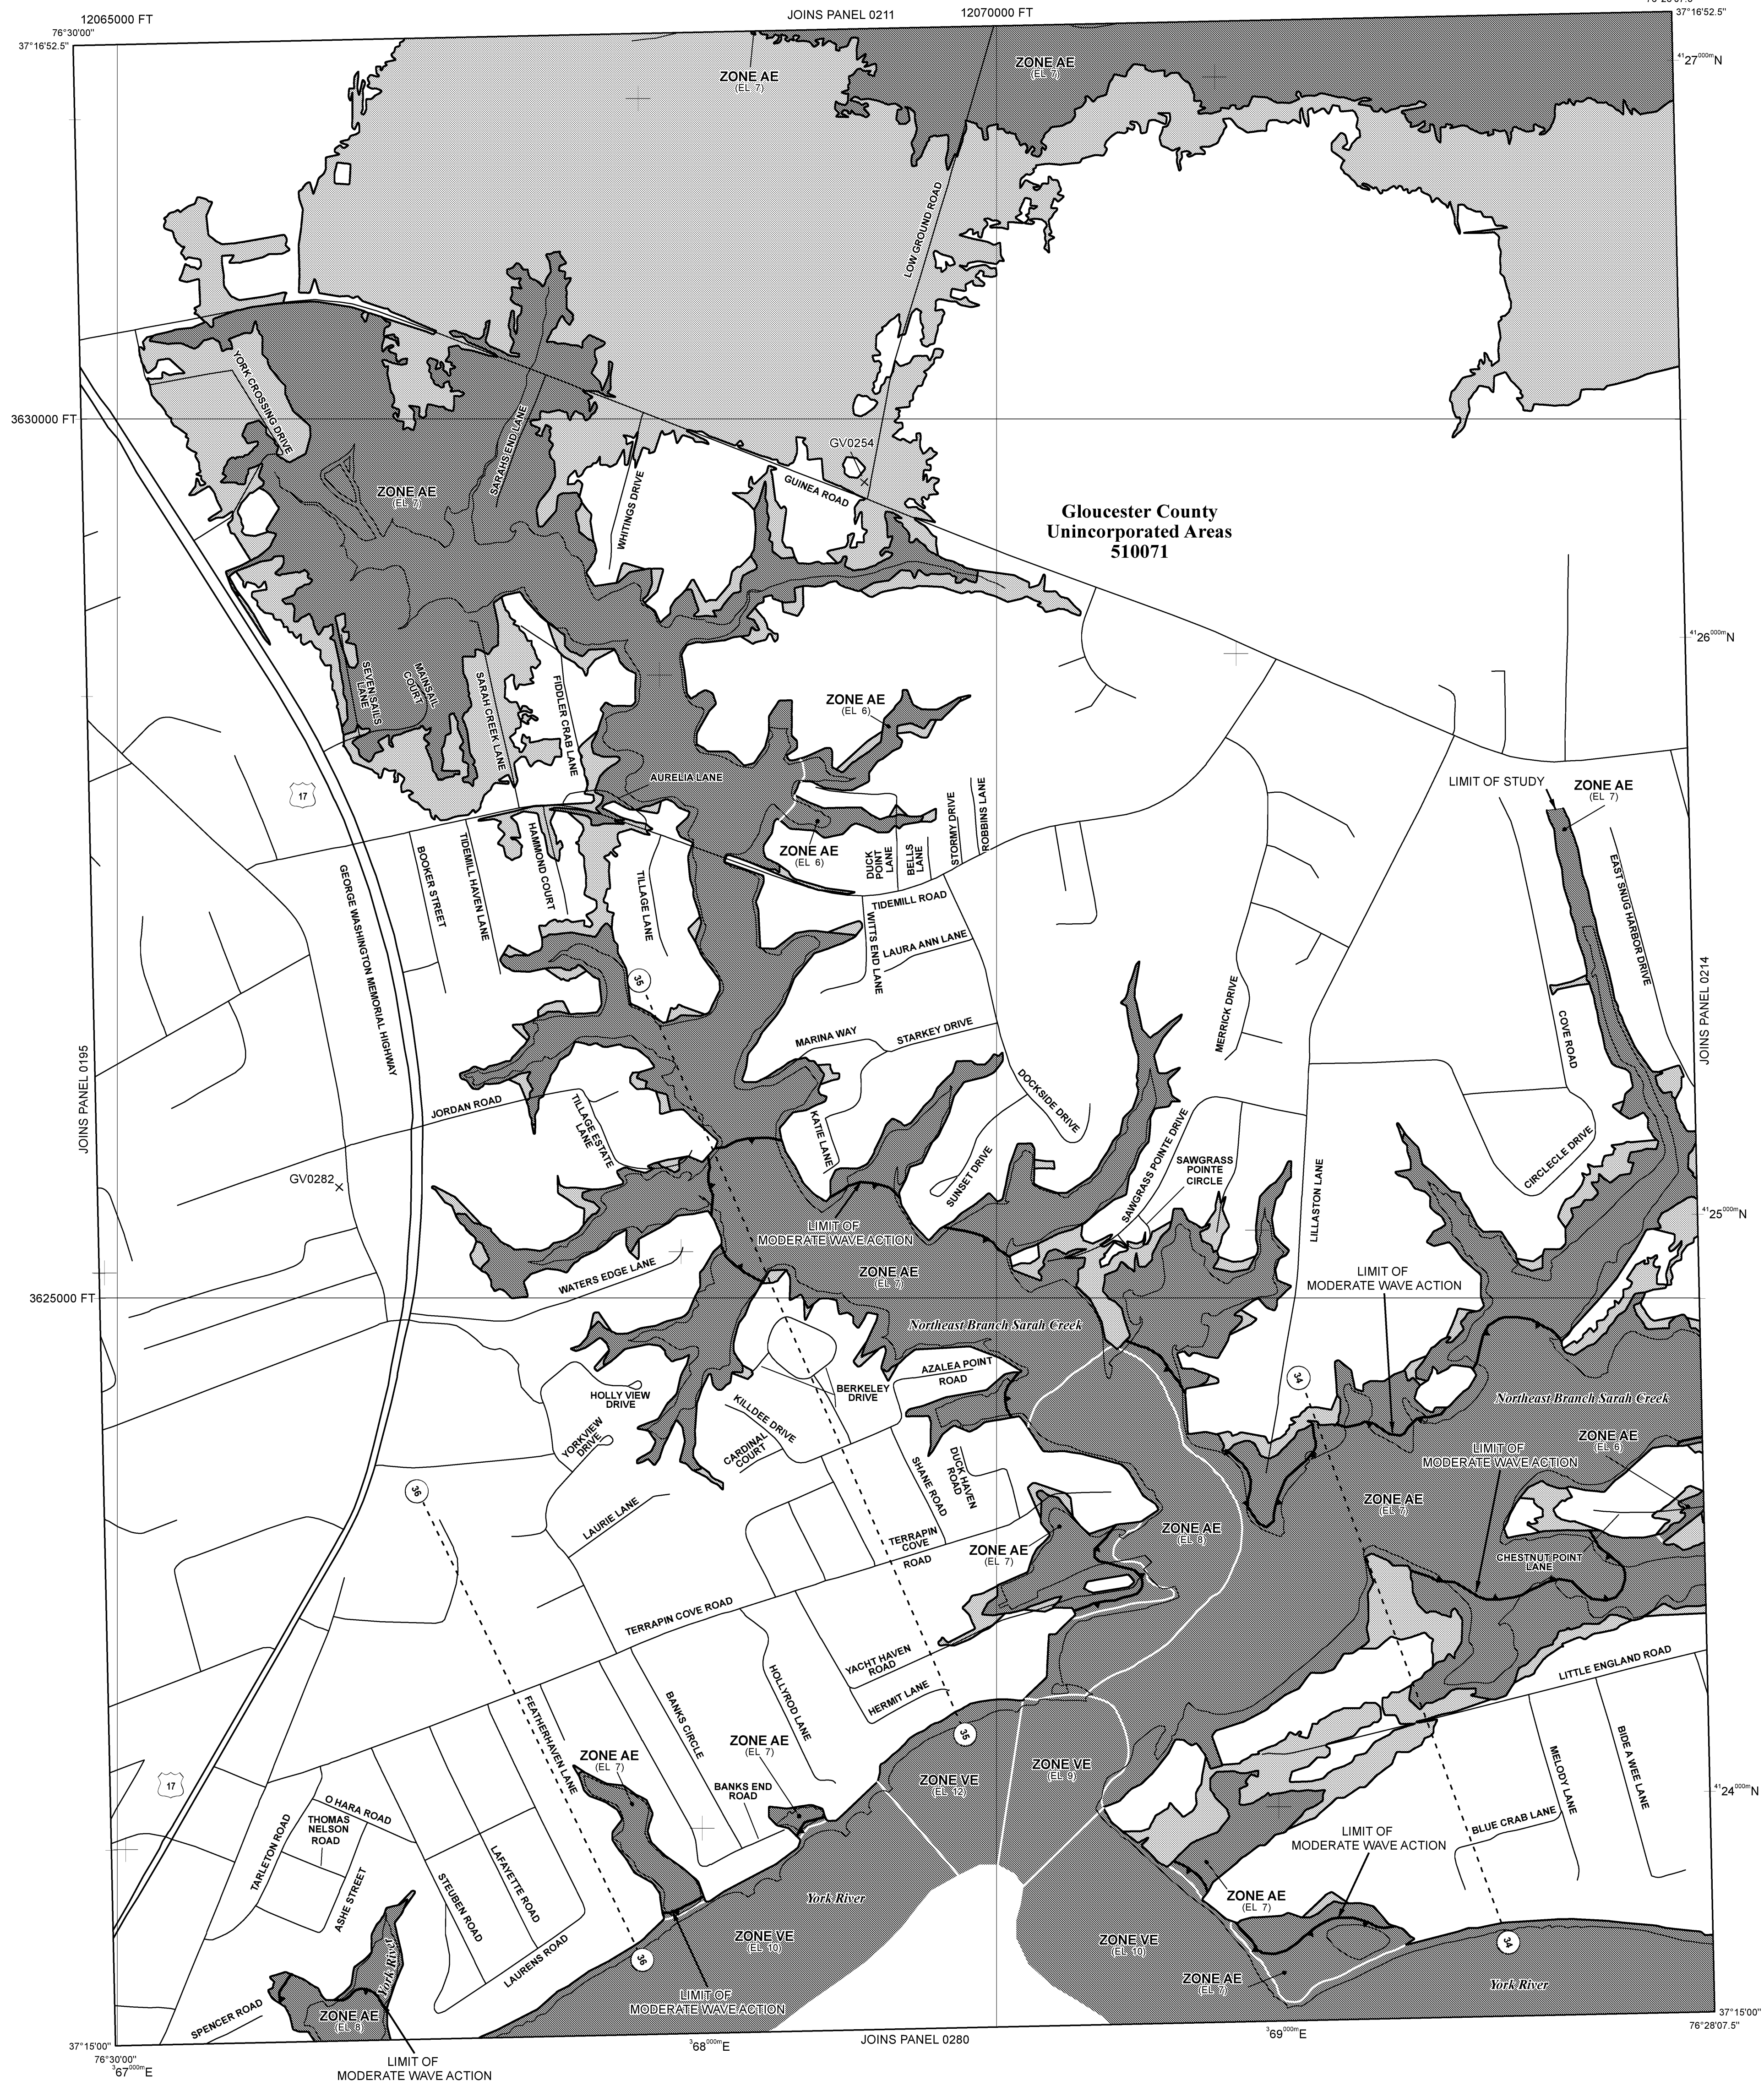 12065000 FT
JOINS PANEL 0211
12070000 FT
76°30'00"
37°16'52.5"
37°16'52.5"
ZONE AE
(EL 7)
ZONE AE
(EL 7)
4127000mN
LOW GROUND ROAD
YORK CROSSING DRIVE
3630000 FT
SARAHS END LANE
GV0254
ZONE AE
(EL 7)
WHITINGS DRIVE
GUINEA ROAD
Gloucester County
Unincorporated Areas
510071
4126000mN
SEVEN SAILS
LANE
MAINSAIL
COURT
SARAH CREEK LANE
FIDDLER CRAB LANE
ZONE AE
(EL 6)
AURELIA LANE
17
LIMIT OF STUDY
ZONE AE
(EL 7)
ZONE AE
(EL 6)
DUCK
POINT
LANE
BELLS
LANE
STORMY DRIVE
ROBBINS LANE
GEORGE WASHINGTON MEMORIAL HIGHWAY
BOOKER STREET
TIDEMILL HAVEN LANE
HAMMOND COURT
TILLAGE LANE
TIDEMILL ROAD
WITTS END LANE
LAURA ANN LANE
EAST SNUG HARBOR DRIVE
35
MERRICK DRIVE
JOINS PANEL 0214
JOINS PANEL 0195
MARINA WAY
STARKEY DRIVE
COVE ROAD
JORDAN ROAD
TILLAGE ESTATE
LANE
KATIE LANE
DOCKSIDE DRIVE
SUNSET DRIVE
SAWGRASS POINTE DRIVE
SAWGRASS
POINTE
CIRCLE
CIRCLECLE DRIVE
GV0282
LILLASTON LANE
4125000mN
LIMIT OF
MODERATE WAVE ACTION
WATERS EDGE LANE
ZONE AE
(EL 7)
LIMIT OF
MODERATE WAVE ACTION
3625000 FT
Northeast Branch Sarah Creek
AZALEA POINT
ROAD
HOLLY VIEW
DRIVE
BERKELEY
DRIVE
34
Northeast Branch Sarah Creek
YORKVIEW
DRIVE
KILLDEE DRIVE
CARDINAL
COURT
ZONE AE
(EL 6)
LIMIT OF
MODERATE WAVE ACTION
SHANE ROAD
DUCK HAVEN
ROAD
36
LAURIE LANE
ZONE AE
(EL 7)
ZONE AE
(EL 8)
TERRAPIN
COVE
ROAD
ZONE AE
(EL 7)
CHESTNUT POINT
LANE
TERRAPIN COVE ROAD
YACHT HAVEN
ROAD
LITTLE ENGLAND ROAD
HOLLYROD LANE
HERMIT LANE
BANKS CIRCLE
FEATHERHAVEN LANE
35
ZONE AE
(EL 7)
ZONE AE
(EL 7)
BANKS END
ROAD
ZONE VE
(EL 12)
ZONE VE
(EL 9)
MELODY LANE
BIDE A WEE LANE
17
4124000mN
O HARA ROAD
THOMAS
NELSON
ROAD
TARLETON ROAD
ASHE STREET
LAFAYETTE ROAD
STEUBEN ROAD
BLUE CRAB LANE
LIMIT OF
MODERATE WAVE ACTION
York River
ZONE AE
(EL 7)
ZONE VE
(EL 10)
ZONE VE
(EL 10)
34
LAURENS ROAD
36
York River
ZONE AE
(EL 7)
York River
LIMIT OF
MODERATE WAVE ACTION
SPENCER ROAD
ZONE AE
(EL 8)
37°15'00"
37°15'00"
76°28'07.5"
76°30'00"
367000mE
368000mE
JOINS PANEL 0280
369000mE
LIMIT OF
MODERATE WAVE ACTION